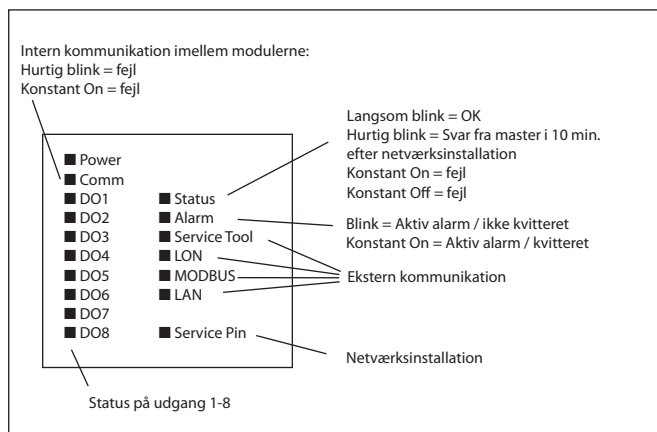 Intern kommunikation imellem modulerne:
Hurtig blink = fejl
Konstant On = fejl
Power
Comm
DO1
DO2
DO3
DO4
DO5
DO6
DO7
DO8
Status
Alarm
Service Tool
LON
MODBUS
LAN
Service Pin
Langsom blink = OK
Hurtig blink = Svar fra master i 10 min.
efter netværksinstallation
Konstant On = fejl
Konstant Off = fejl
Blink = Aktiv alarm / ikke kvitteret
Konstant On = Aktiv alarm / kvitteret
Ekstern kommunikation
Netværksinstallation
Status på udgang 1-8